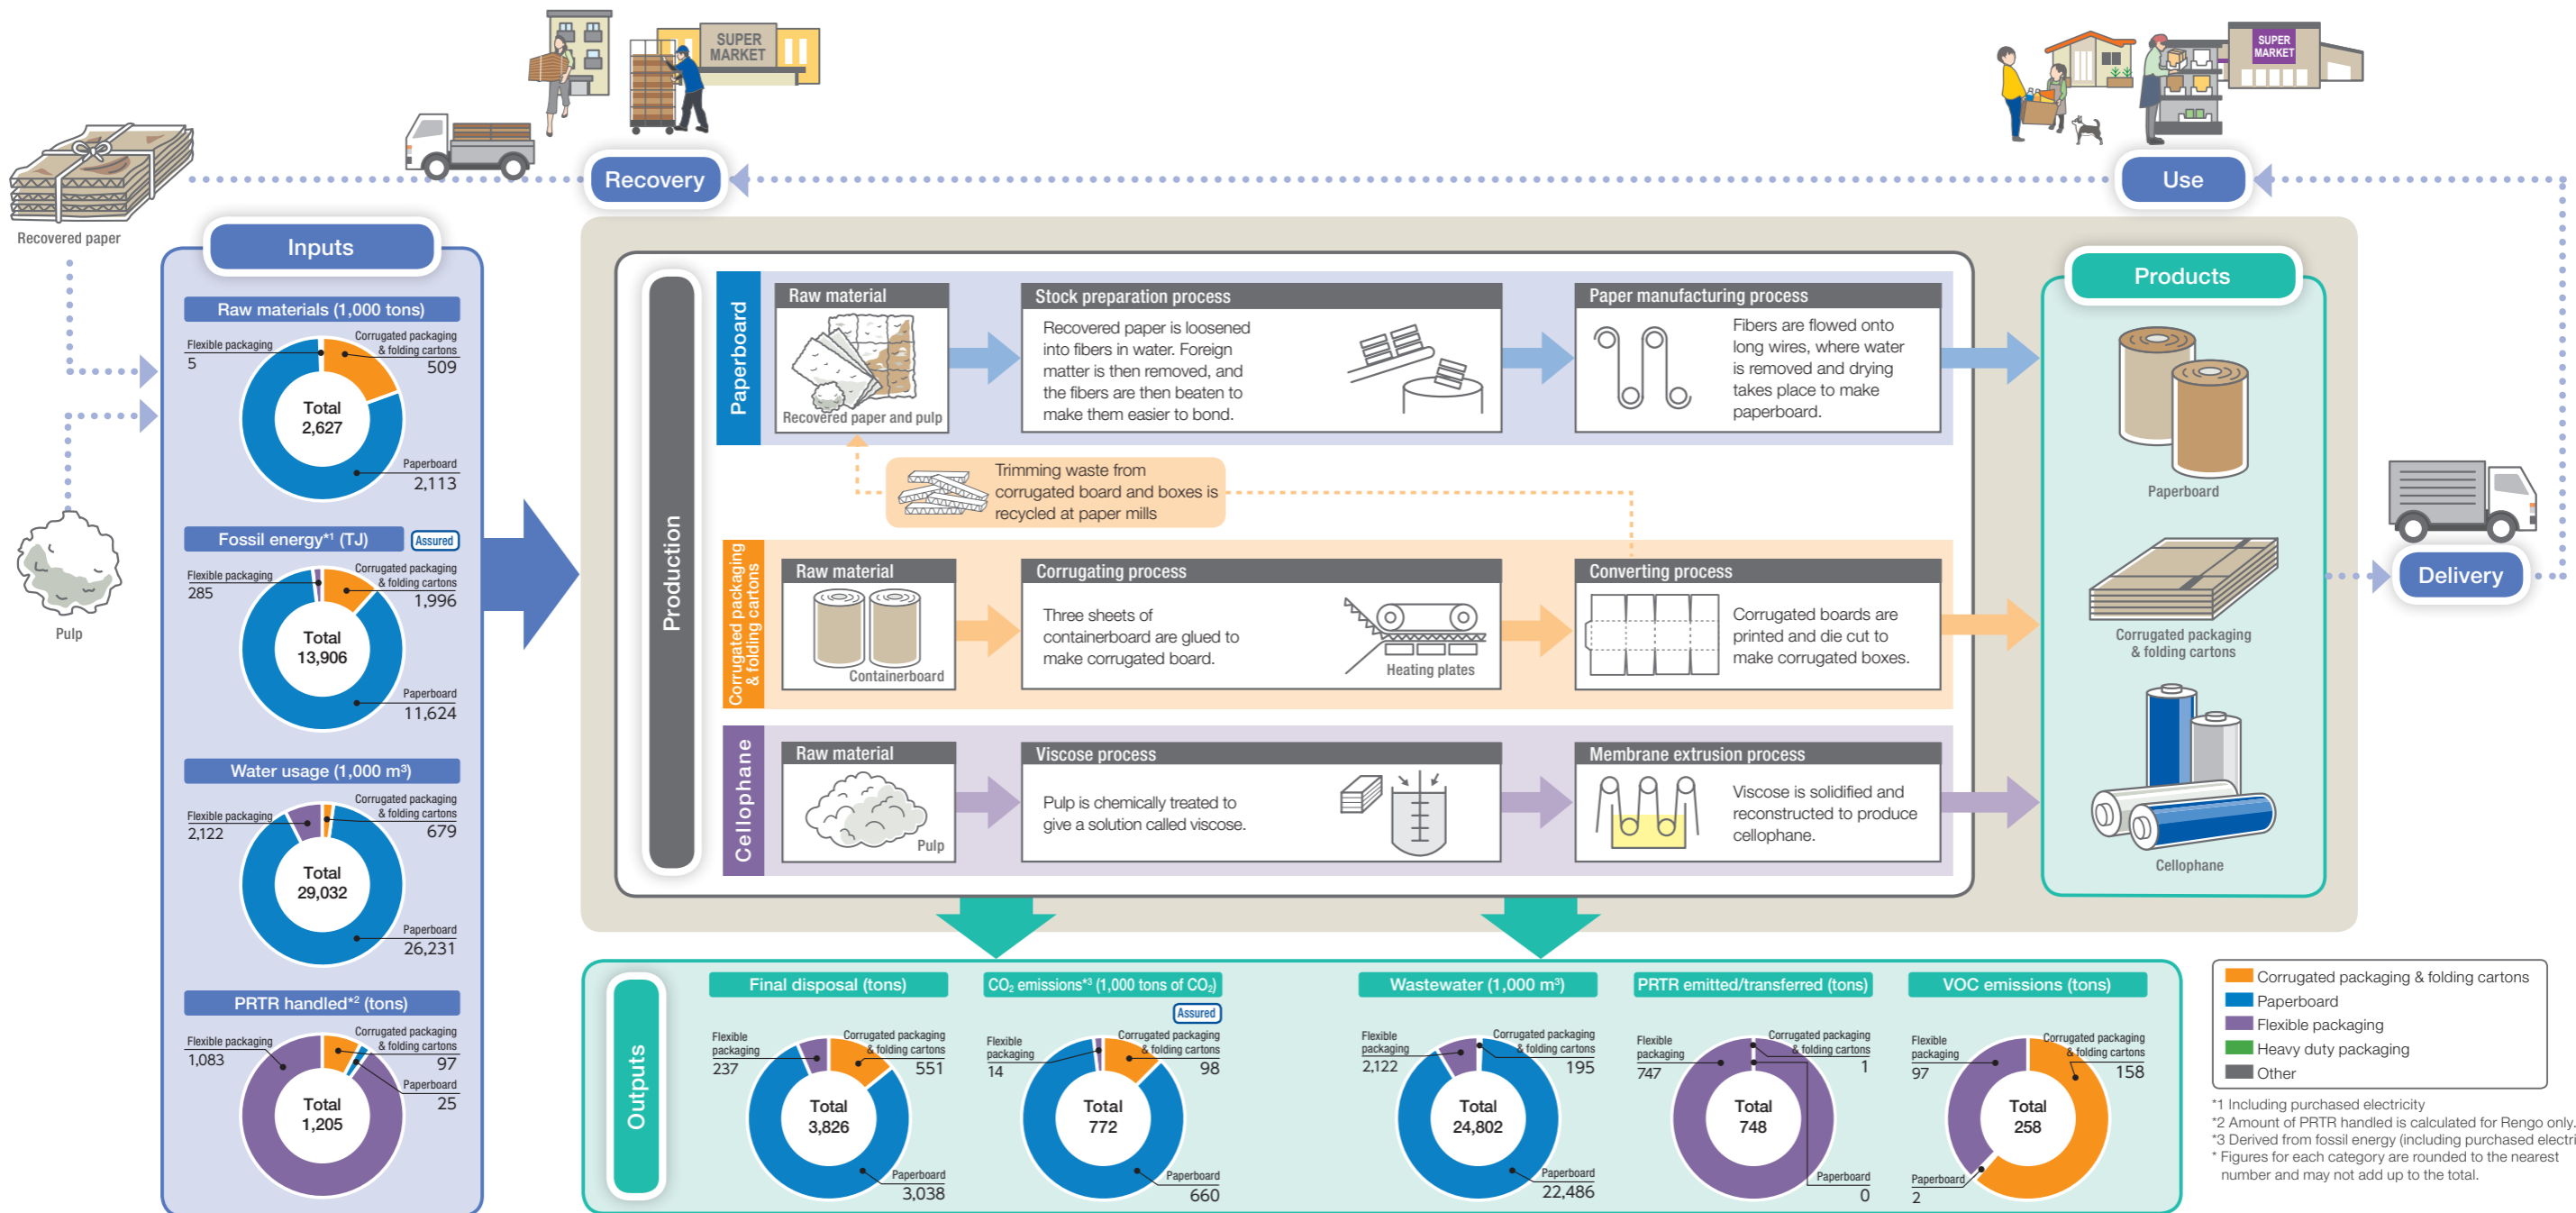 SUPER
MARKET
SUPER
MARKET
Recovery
Use
Recovered paper
Pulp
Inputs
Raw materials (1,000 tons)
Flexible packaging
5
Corrugated packaging
& folding cartons
509
Total
2,627
Paperboard
2,113
Fossil energy*1 (TJ)
Assured
Flexible packaging
285
Corrugated packaging
& folding cartons
1,996
Total
13,906
Paperboard
11,624
Water usage (1,000 m³)
Flexible packaging
2,122
Corrugated packaging
& folding cartons
679
Total
29,032
Paperboard
26,231
PRTR handled*2 (tons)
Flexible packaging
1,083
Corrugated packaging
& folding cartons
97
Paperboard
25
Total
1,205
Production
Paperboard
Raw material
Recovered paper and pulp
Stock preparation process
Recovered paper is loosened
into fibers in water. Foreign
matter is then removed, and
the fibers are then beaten to
make them easier to bond.
Paper manufacturing process
Fibers are flowed onto
long wires, where water
is removed and drying
takes place to make
paperboard.
Trimming waste from
corrugated board and boxes is
recycled at paper mills
Corrugated packaging
& folding cartons
Raw material
Containerboard
Corrugating process
Three sheets of
containerboard are glued to
make corrugated board.
Heating plates
Converting process
Corrugated boards are
printed and die cut to
make corrugated boxes.
Cellophane
Raw material
Pulp
Viscose process
Pulp is chemically treated to
give a solution called viscose.
Membrane extrusion process
Viscose is solidified and
reconstructed to produce
cellophane.
Products
Paperboard
Corrugated packaging
& folding cartons
Cellophane
Delivery
Outputs
Final disposal (tons)
Flexible
packaging
237
Corrugated packaging
& folding cartons
551
Total
3,826
Paperboard
3,038
CO₂ emissions*3 (1,000 tons of CO₂)
Assured
Flexible
packaging
14
Corrugated packaging
& folding cartons
98
Total
772
Paperboard
660
Wastewater (1,000 m³)
Flexible
packaging
2,122
Corrugated packaging
& folding cartons
195
Total
24,802
Paperboard
22,486
PRTR emitted/transferred (tons)
Flexible
packaging
747
Corrugated packaging
& folding cartons
1
Total
748
Paperboard
0
VOC emissions (tons)
Flexible
packaging
97
Corrugated packaging
& folding cartons
158
Total
258
Paperboard
2
Corrugated packaging & folding cartons
Paperboard
Flexible packaging
Heavy duty packaging
Other
*1 Including purchased electricity
*2 Amount of PRTR handled is calculated for Rengo only.
*3 Derived from fossil energy (including purchased electri
* Figures for each category are rounded to the nearest
number and may not add up to the total.